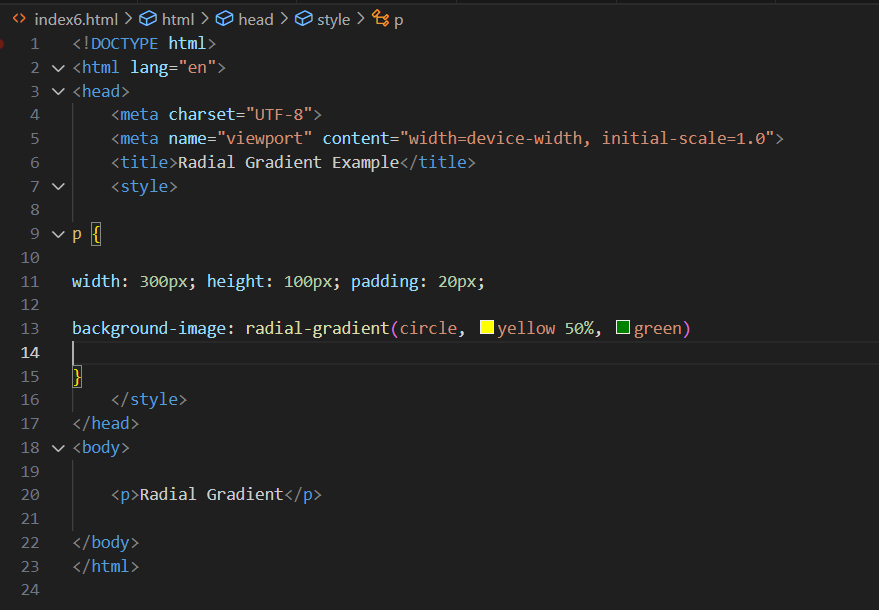 index6.html > html > head > style > p
1 <!DOCTYPE html>
2 <html lang="en">
3 <head>
4 <meta charset="UTF-8">
5 <meta name="viewport" content="width=device-width, initial-scale=1.0">
6 <title>Radial Gradient Example</title>
7 <style>
8
9 p {
10
11 width: 300px; height: 100px; padding: 20px;
12
13 background-image: radial-gradient(circle, yellow 50%, green)
14
15 }
16 </style>
17 </head>
18 <body>
19
20 <p>Radial Gradient</p>
21
22 </body>
23 </html>
24